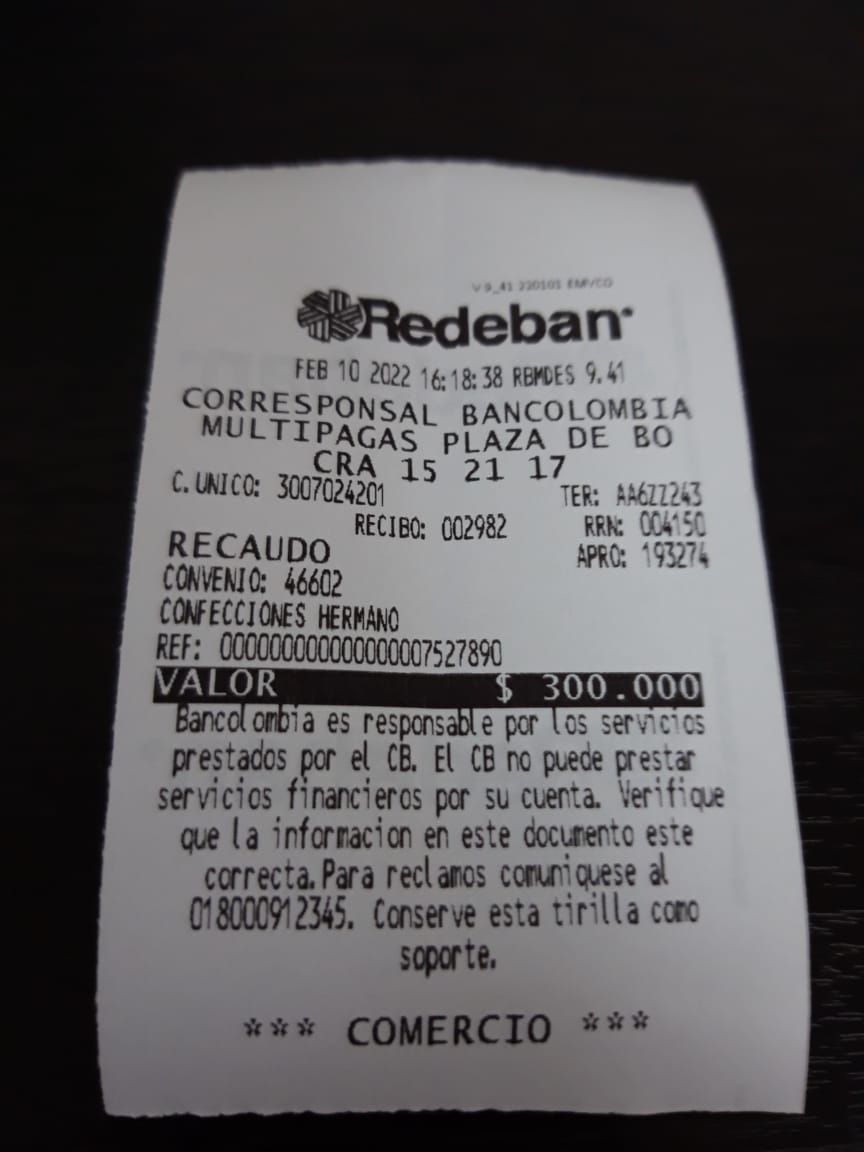 V 9_41 220101 EMVCO
Redeban
FEB 10 2022 16:18:38 RBMDES 9.41
CORRESPONSAL BANCOLOMBIA
MULTIPAGAS PLAZA DE BO
CRA 15 21 17
C. UNICO: 3007024201 TER: AA6ZZ243
RECIBO: 002982 RRN: 004150
RECAUDO APRO: 193274
CONVENIO: 46602
CONFECCIONES HERMANO
REF: 000000000000000007527890
VALOR $ 300.000
Bancolombia es responsable por los servicios
prestados por el CB. El CB no puede prestar
servicios financieros por su cuenta. Verifique
que la informacion en este documento este
correcta. Para reclamos comuniquese al
018000912345. Conserve esta tirilla como
soporte.
*** COMERCIO ***